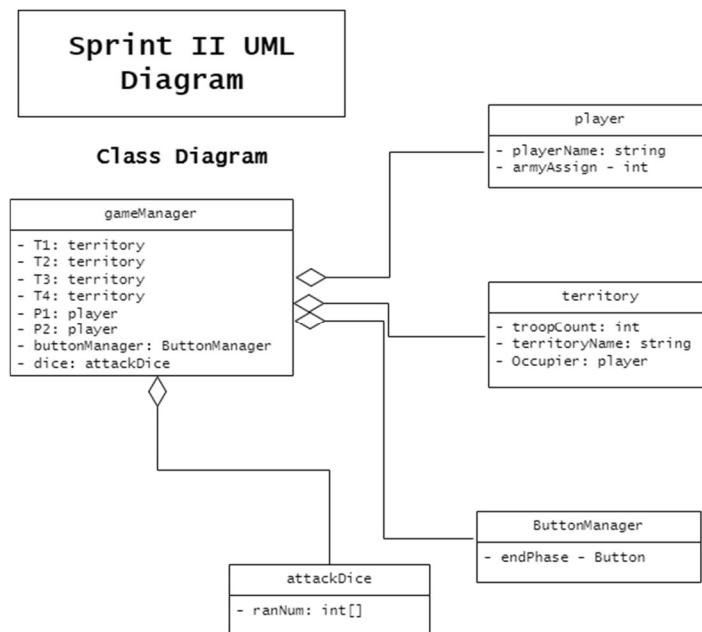 Sprint II UML
Diagram
Class Diagram
player
- playerName: string
- armyAssign - int
gameManager
- T1: territory
- T2: territory
- T3: territory
- T4: territory
- P1: player
- P2: player
- buttonManager: ButtonManager
- dice: attackDice
territory
- troopCount: int
- territoryName: string
- Occupier: player
ButtonManager
- endPhase - Button
attackDice
- ranNum: int[]